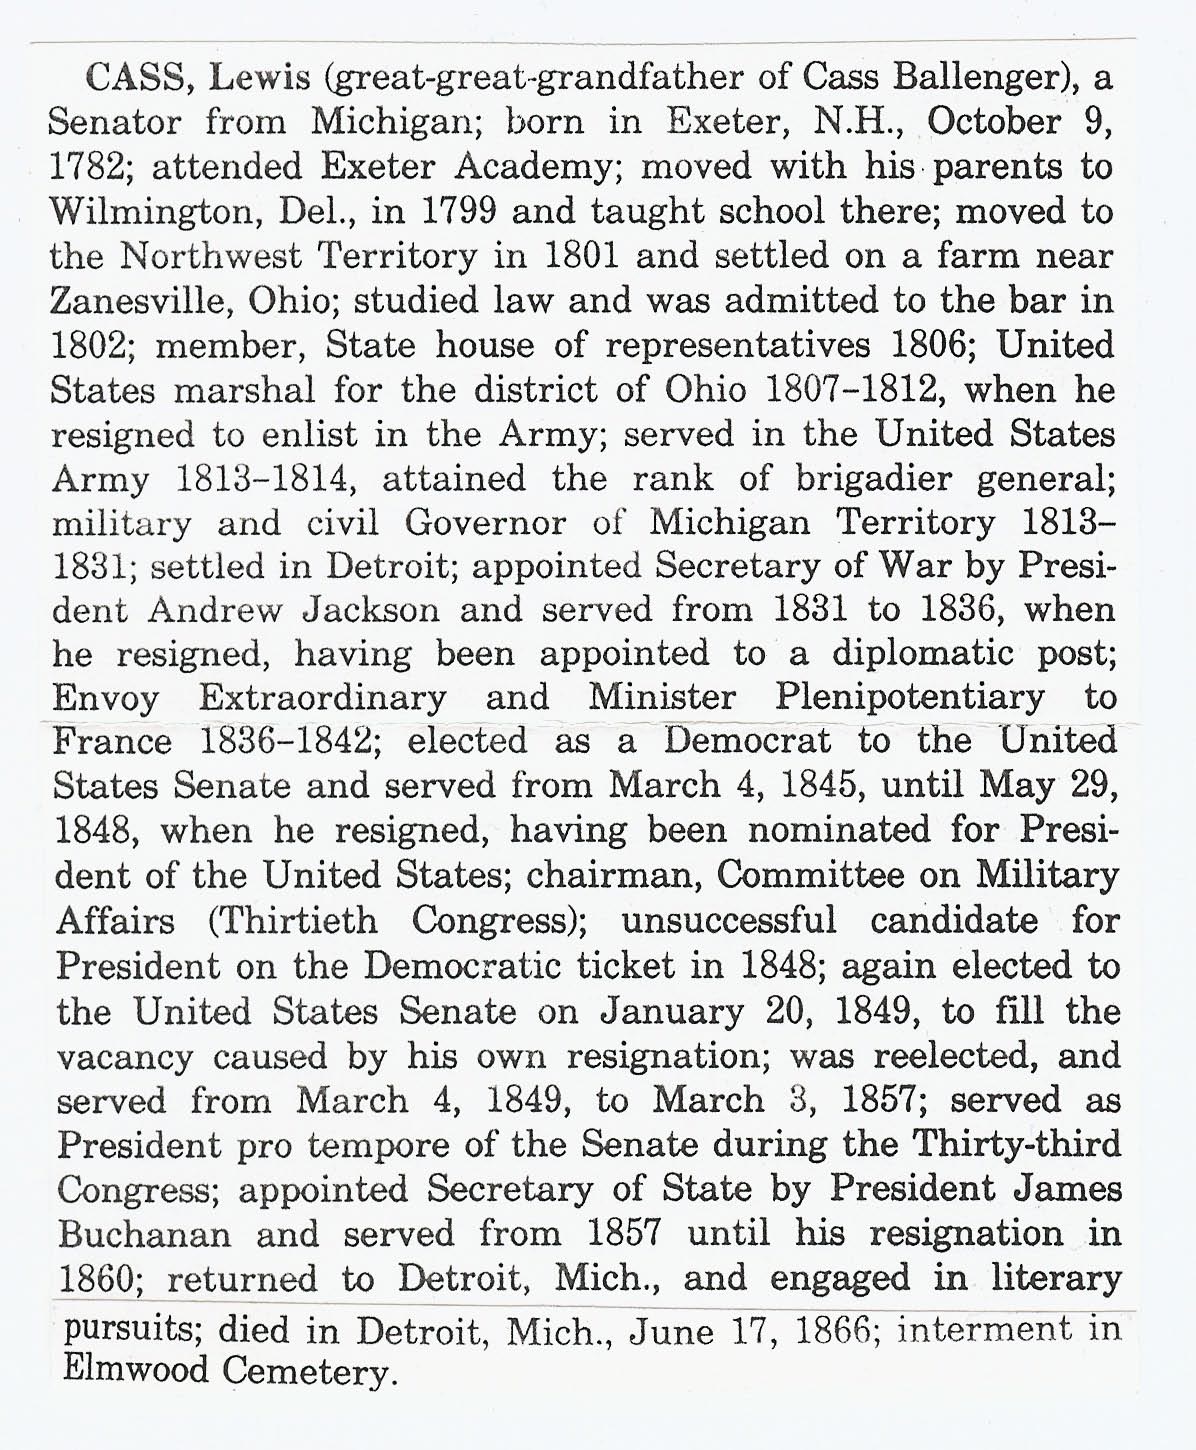 CASS, Lewis (great-great-grandfather of Cass Ballenger), a
Senator from Michigan; born in Exeter, N.H., October 9,
1782; attended Exeter Academy; moved with his parents to
Wilmington, Del., in 1799 and taught school there; moved to
the Northwest Territory in 1801 and settled on a farm near
Zanesville, Ohio; studied law and was admitted to the bar in
1802; member, State house of representatives 1806; United
States marshal for the district of Ohio 1807–1812, when he
resigned to enlist in the Army; served in the United States
Army 1813–1814, attained the rank of brigadier general;
military and civil Governor of Michigan Territory 1813–
1831; settled in Detroit; appointed Secretary of War by Presi-
dent Andrew Jackson and served from 1831 to 1836, when
he resigned, having been appointed to a diplomatic post;
Envoy Extraordinary and Minister Plenipotentiary to
France 1836–1842; elected as a Democrat to the United
States Senate and served from March 4, 1845, until May 29,
1848, when he resigned, having been nominated for Presi-
dent of the United States; chairman, Committee on Military
Affairs (Thirtieth Congress); unsuccessful candidate for
President on the Democratic ticket in 1848; again elected to
the United States Senate on January 20, 1849, to fill the
vacancy caused by his own resignation; was reelected, and
served from March 4, 1849, to March 3, 1857; served as
President pro tempore of the Senate during the Thirty-third
Congress; appointed Secretary of State by President James
Buchanan and served from 1857 until his resignation in
1860; returned to Detroit, Mich., and engaged in literary
pursuits; died in Detroit, Mich., June 17, 1866; interment in
Elmwood Cemetery.